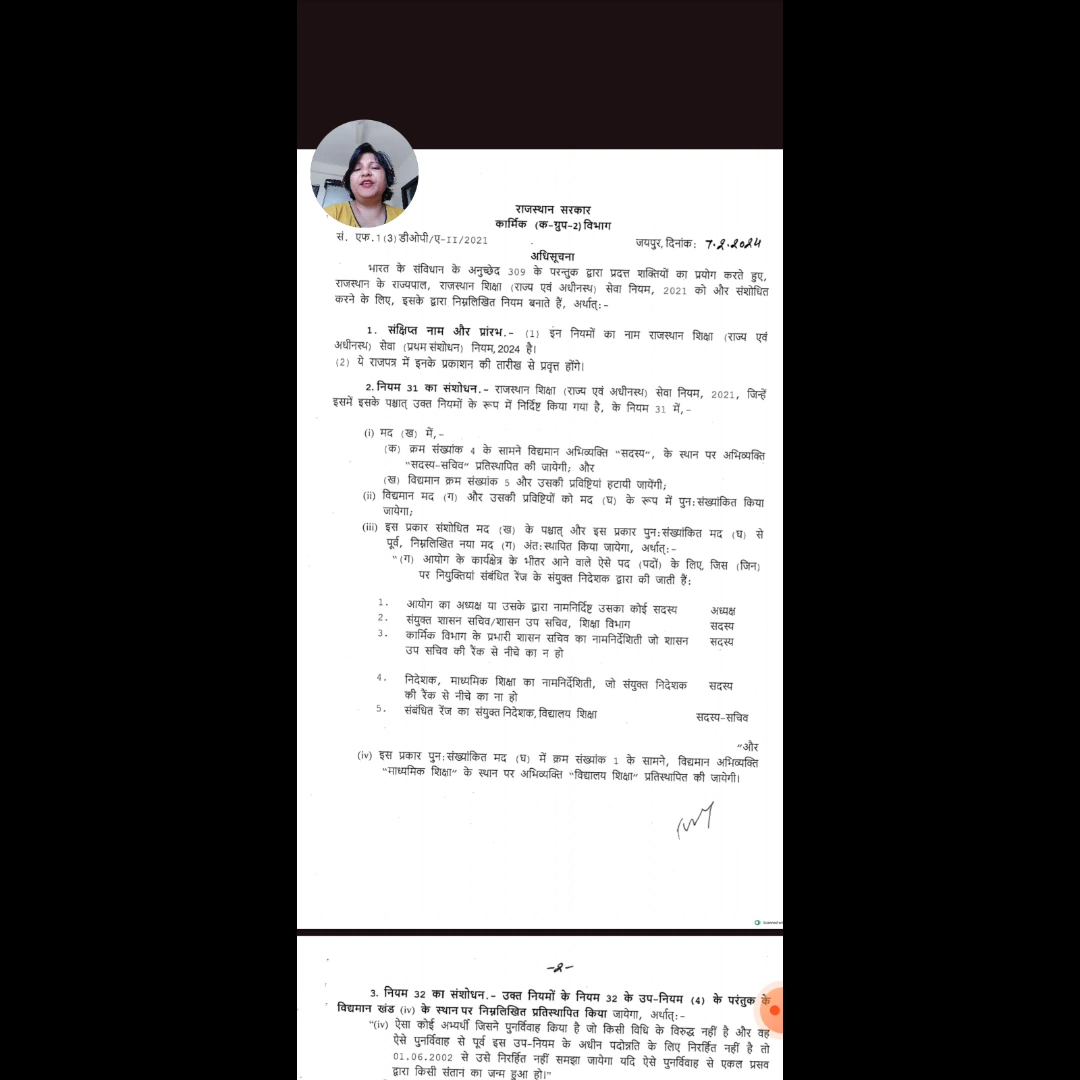 राजस्थान सरकार
कार्मिक (क-ग्रुप-2) विभाग
सं. एफ.1(3)डीओपी/ए-II/2021
जयपुर, दिनांक: 7.2.2024
अधिसूचना
भारत के संविधान के अनुच्छेद 309 के परन्तुक द्वारा प्रदत्त शक्तियों का प्रयोग करते हुए,
राजस्थान के राज्यपाल, राजस्थान शिक्षा (राज्य एवं अधीनस्थ) सेवा नियम, 2021 को और संशोधित
करने के लिए, इसके द्वारा निम्नलिखित नियम बनाते हैं, अर्थात्:-
1. संक्षिप्त नाम और प्रांरभ.- (1) इन नियमों का नाम राजस्थान शिक्षा (राज्य एवं
अधीनस्थ) सेवा (प्रथम संशोधन) नियम, 2024 है।
(2) ये राजपत्र में इनके प्रकाशन की तारीख से प्रवृत्त होंगे।
2. नियम 31 का संशोधन.- राजस्थान शिक्षा (राज्य एवं अधीनस्थ) सेवा नियम, 2021, जिन्हें
इसमें इसके पश्चात् उक्त नियमों के रूप में निर्दिष्ट किया गया है, के नियम 31 में,-
(i) मद (ख) में,-
(क) क्रम संख्यांक 4 के सामने विद्यमान अभिव्यक्ति "सदस्य", के स्थान पर अभिव्यक्ति
"सदस्य-सचिव" प्रतिस्थापित की जायेगी; और
(ख) विद्यमान क्रम संख्यांक 5 और उसकी प्रविष्टियां हटायी जायेंगी;
(ii) विद्यमान मद (ग) और उसकी प्रविष्टियों को मद (घ) के रूप में पुन:संख्यांकित किया
जायेगा;
(iii) इस प्रकार संशोधित मद (ख) के पश्चात् और इस प्रकार पुन:संख्यांकित मद (घ) से
पूर्व, निम्नलिखित नया मद (ग) अंत:स्थापित किया जायेगा, अर्थात्:-
"(ग) आयोग के कार्यक्षेत्र के भीतर आने वाले ऐसे पद (पदों) के लिए, जिस (जिन)
पर नियुक्तियां संबंधित रेंज के संयुक्त निदेशक द्वारा की जाती हैं:
1. आयोग का अध्यक्ष या उसके द्वारा नामनिर्दिष्ट उसका कोई सदस्य अध्यक्ष
2. संयुक्त शासन सचिव/शासन उप सचिव, शिक्षा विभाग सदस्य
3. कार्मिक विभाग के प्रभारी शासन सचिव का नामनिर्देशिती जो शासन सदस्य
उप सचिव की रैंक से नीचे का न हो
4. निदेशक, माध्यमिक शिक्षा का नामनिर्देशिती, जो संयुक्त निदेशक सदस्य
की रैंक से नीचे का ना हो
5. संबंधित रेंज का संयुक्त निदेशक, विद्यालय शिक्षा सदस्य-सचिव
"और
(iv) इस प्रकार पुन:संख्यांकित मद (घ) में क्रम संख्यांक 1 के सामने, विद्यमान अभिव्यक्ति
"माध्यमिक शिक्षा" के स्थान पर अभिव्यक्ति "विद्यालय शिक्षा" प्रतिस्थापित की जायेगी।
-2-
3. नियम 32 का संशोधन.- उक्त नियमों के नियम 32 के उप-नियम (4) के परंतुक के
विद्यमान खंड (iv) के स्थान पर निम्नलिखित प्रतिस्थापित किया जायेगा, अर्थात्:-
"(iv) ऐसा कोई अभ्यर्थी जिसने पुनर्विवाह किया है जो किसी विधि के विरुद्ध नहीं है और वह
ऐसे पुनर्विवाह से पूर्व इस उप-नियम के अधीन पदोन्नति के लिए निरर्हित नहीं है तो
01.06.2002 से उसे निरर्हित नहीं समझा जायेगा यदि ऐसे पुनर्विवाह से एकल प्रसव
द्वारा किसी संतान का जन्म हुआ हो।"